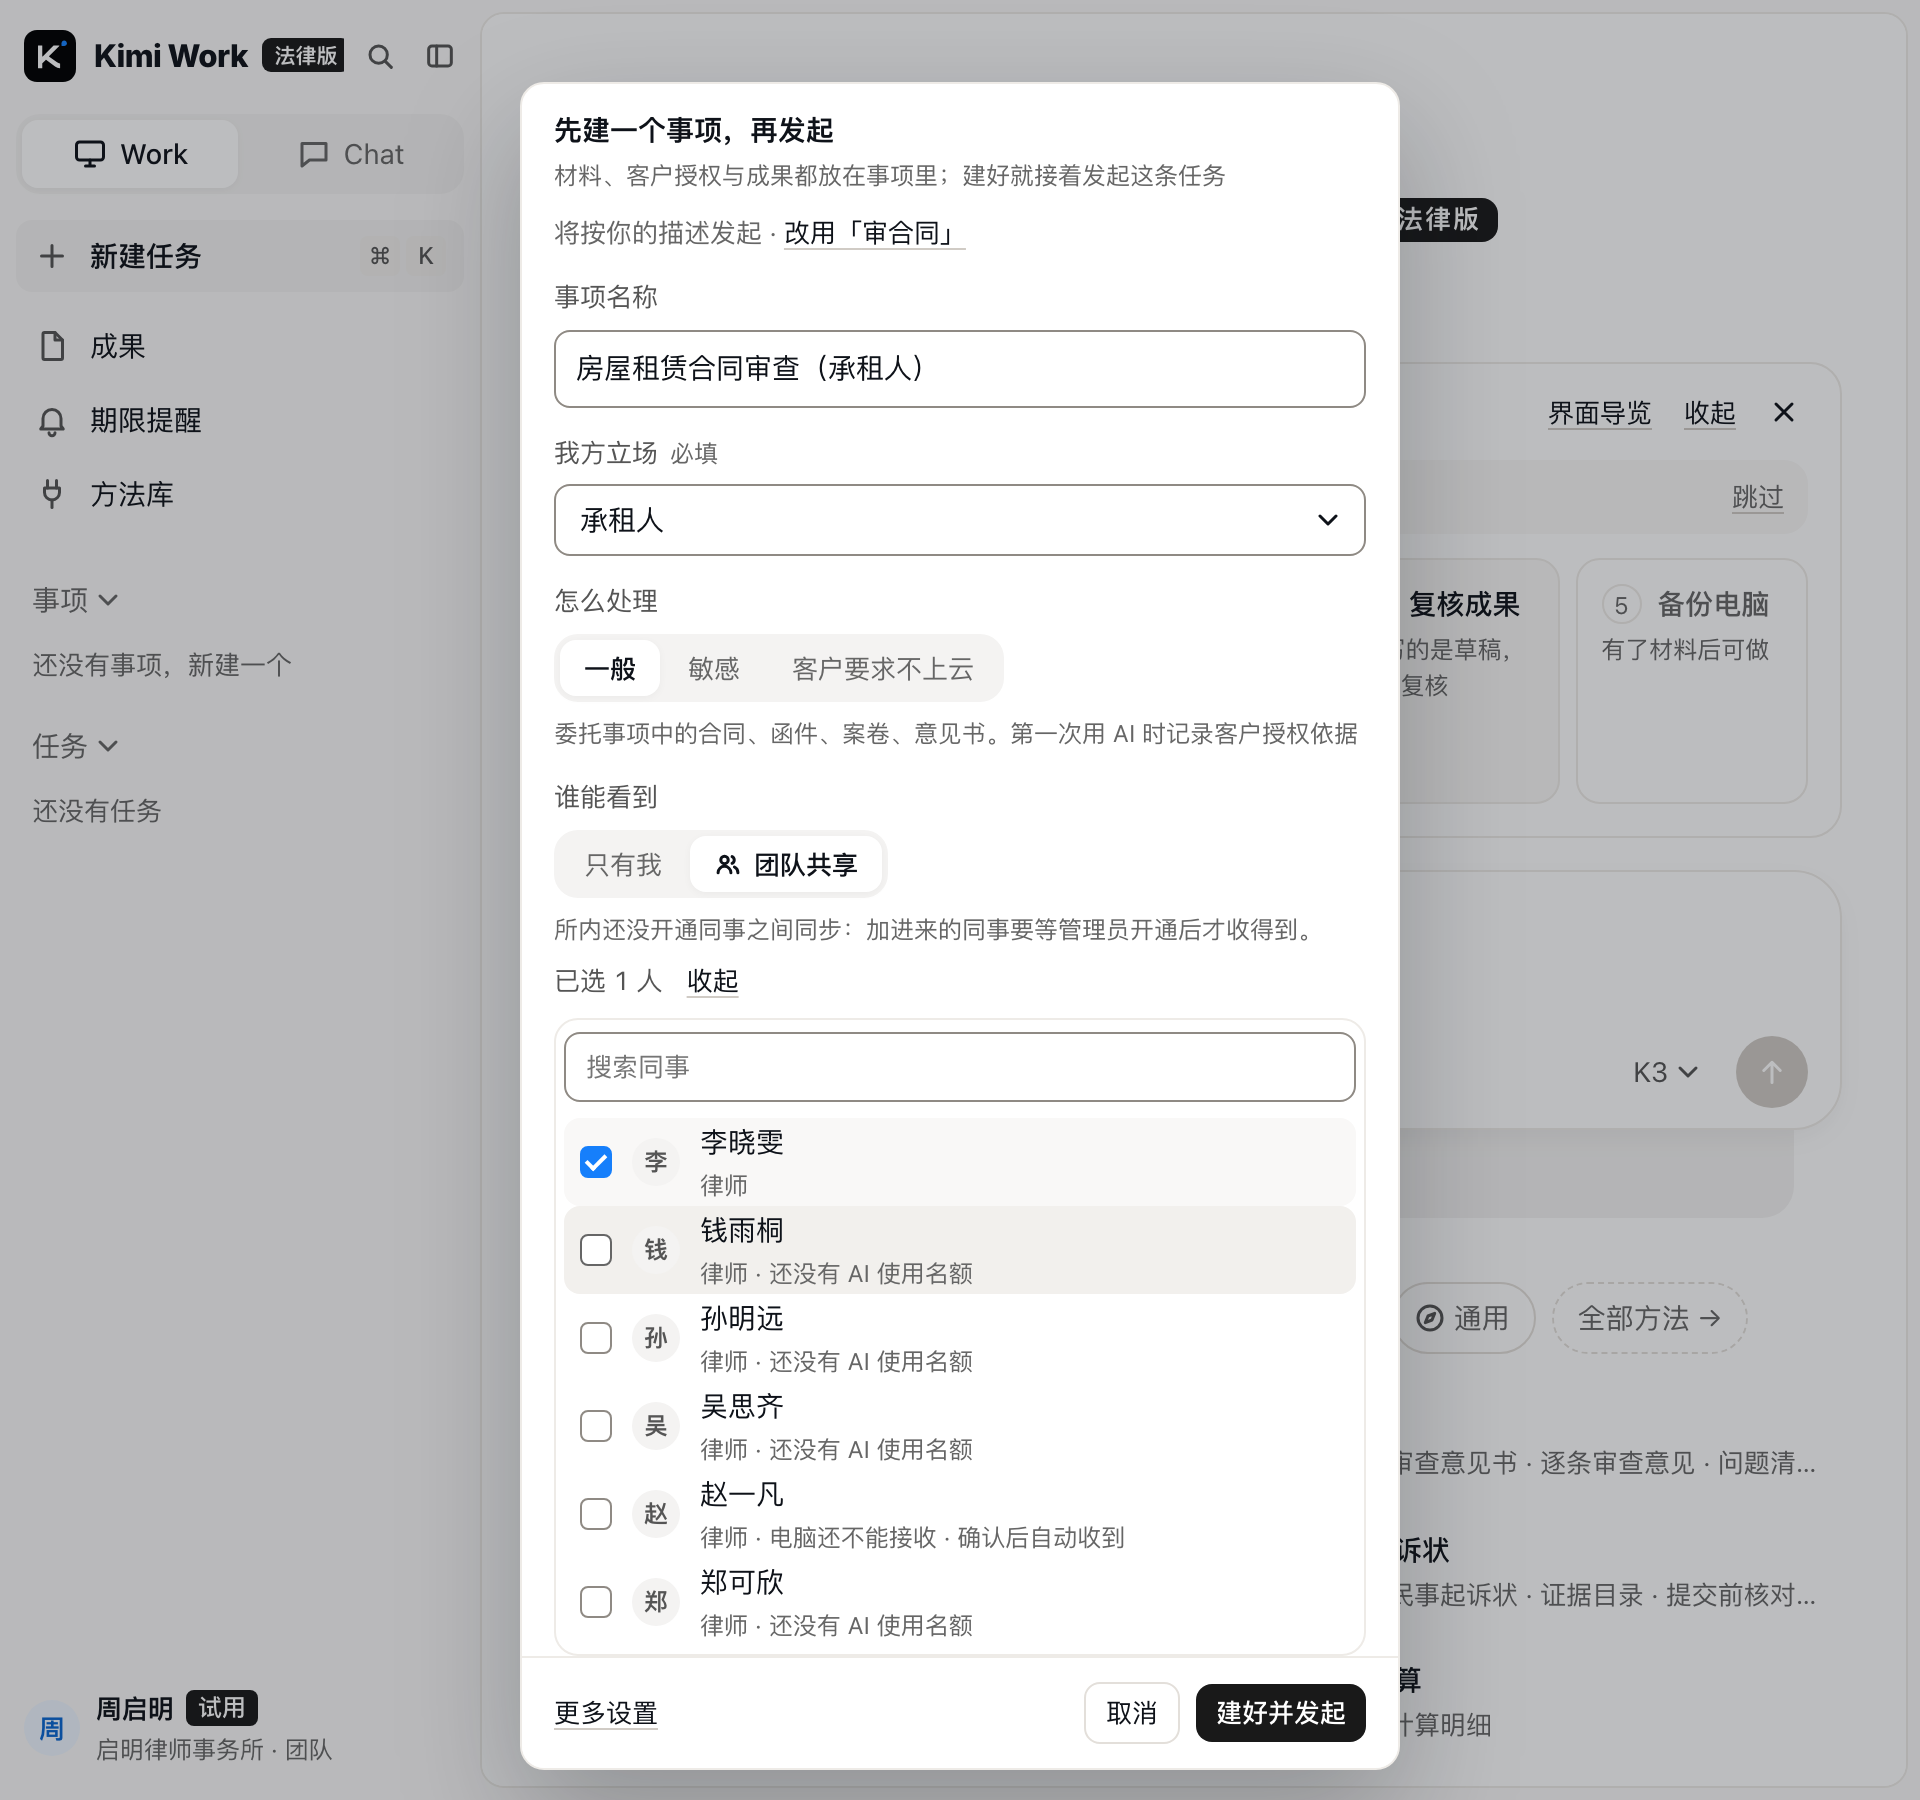 Kimi Work 法律版
Work
Chat
新建任务 ⌘ K
成果
期限提醒
方法库
事项
还没有事项，新建一个
任务
还没有任务
周
周启明 试用
启明律师事务所 · 团队
先建一个事项，再发起
材料、客户授权与成果都放在事项里；建好就接着发起这条任务
将按你的描述发起 · 改用「审合同」
事项名称
房屋租赁合同审查（承租人）
我方立场 必填
承租人
怎么处理
一般 敏感 客户要求不上云
委托事项中的合同、函件、案卷、意见书。第一次用 AI 时记录客户授权依据
谁能看到
只有我 团队共享
所内还没开通同事之间同步：加进来的同事要等管理员开通后才收得到。
已选 1 人 收起
搜索同事
李 李晓雯
律师
钱 钱雨桐
律师 · 还没有 AI 使用名额
孙 孙明远
律师 · 还没有 AI 使用名额
吴 吴思齐
律师 · 还没有 AI 使用名额
赵 赵一凡
律师 · 电脑还不能接收 · 确认后自动收到
郑 郑可欣
律师 · 还没有 AI 使用名额
更多设置 取消 建好并发起
法律版
界面导览 收起
跳过
复核成果
的是草稿，
复核
5 备份电脑
有了材料后可做
K3
通用 全部方法 →
审查意见书 · 逐条审查意见 · 问题清...
诉状
民事起诉状 · 证据目录 · 提交前核对...
算
计算明细